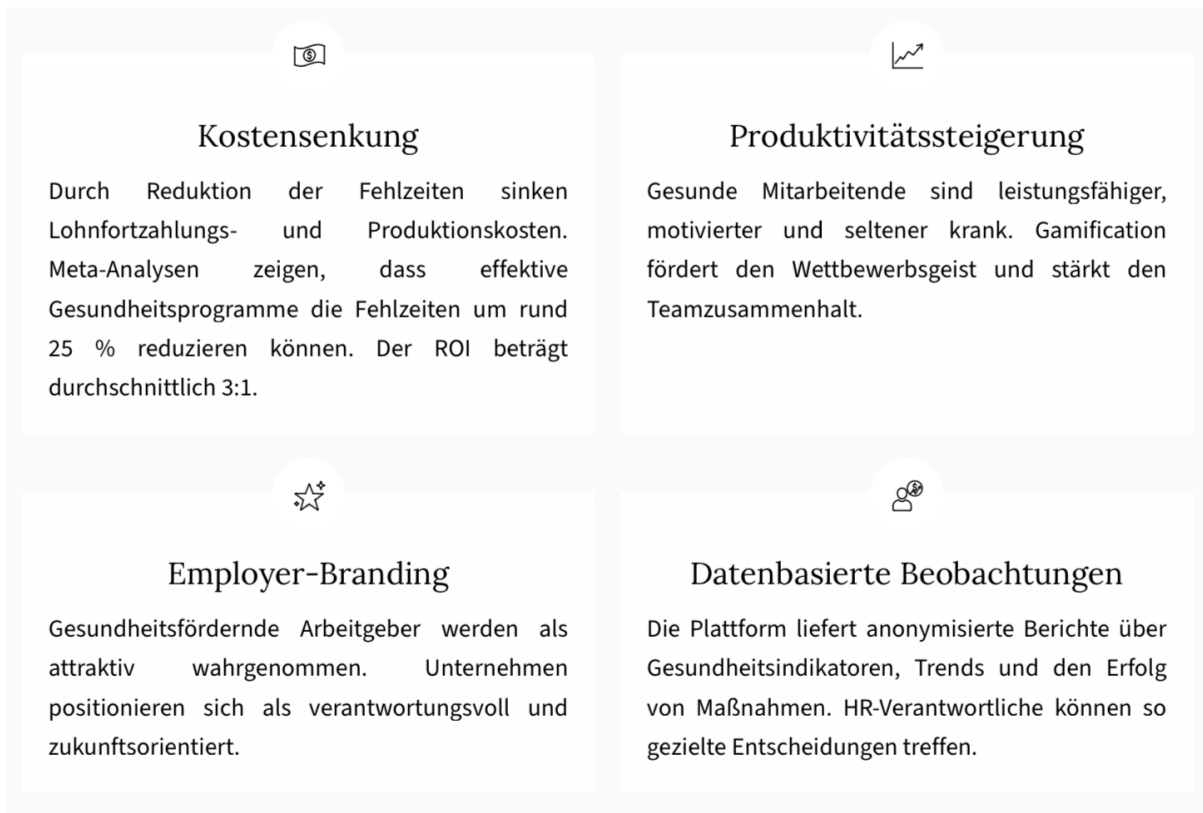 Kostensenkung
Durch Reduktion der Fehlzeiten sinken
Lohnfortzahlungs- und Produktionskosten.
Meta-Analysen zeigen, dass effektive
Gesundheitsprogramme die Fehlzeiten um rund
25 % reduzieren können. Der ROI beträgt
durchschnittlich 3:1.
Produktivitätssteigerung
Gesunde Mitarbeitende sind leistungsfähiger,
motivierter und seltener krank. Gamification
fördert den Wettbewerbsgeist und stärkt den
Teamzusammenhalt.
Employer-Branding
Gesundheitsfördernde Arbeitgeber werden als
attraktiv wahrgenommen. Unternehmen
positionieren sich als verantwortungsvoll und
zukunftsorientiert.
Datenbasierte Beobachtungen
Die Plattform liefert anonymisierte Berichte über
Gesundheitsindikatoren, Trends und den Erfolg
von Maßnahmen. HR-Verantwortliche können so
gezielte Entscheidungen treffen.